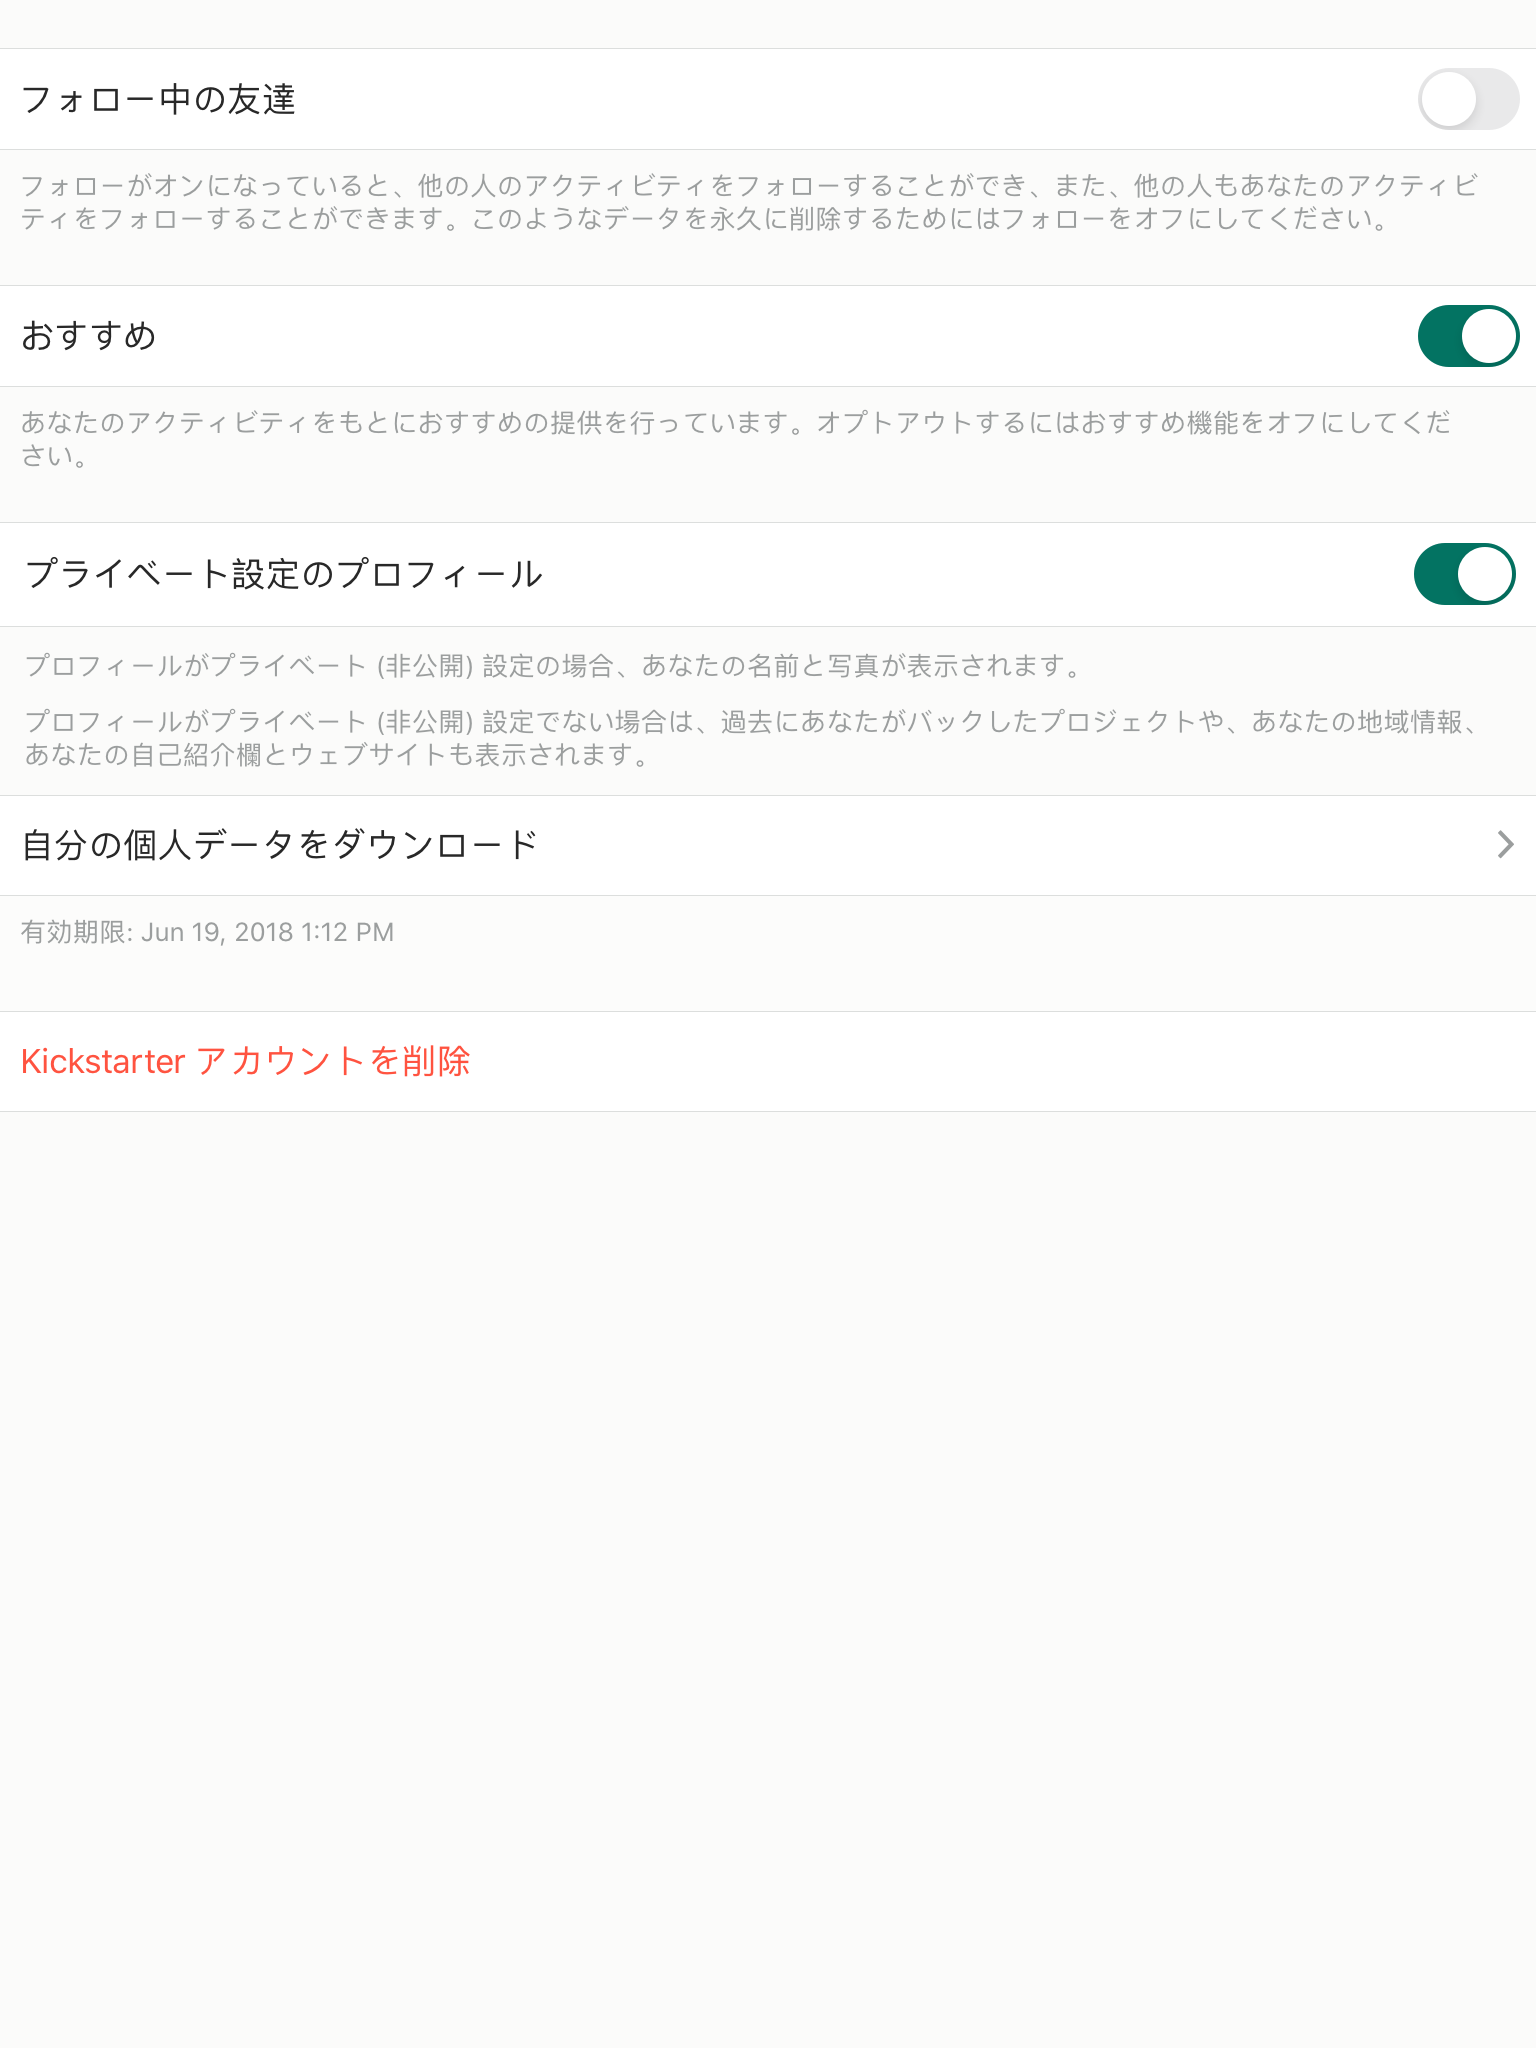 フォロー中の友達
フォローがオンになっていると、他の人のアクティビティをフォローすることができ、また、他の人もあなたのアクティビ
ティをフォローすることができます。このようなデータを永久に削除するためにはフォローをオフにしてください。
おすすめ
あなたのアクティビティをもとにおすすめの提供を行っています。オプトアウトするにはおすすめ機能をオフにしてくだ
さい。
プライベート設定のプロフィール
プロフィールがプライベート (非公開) 設定の場合、あなたの名前と写真が表示されます。
プロフィールがプライベート (非公開) 設定でない場合は、過去にあなたがバックしたプロジェクトや、あなたの地域情報、
あなたの自己紹介欄とウェブサイトも表示されます。
自分の個人データをダウンロード
有効期限: Jun 19, 2018 1:12 PM
Kickstarter アカウントを削除